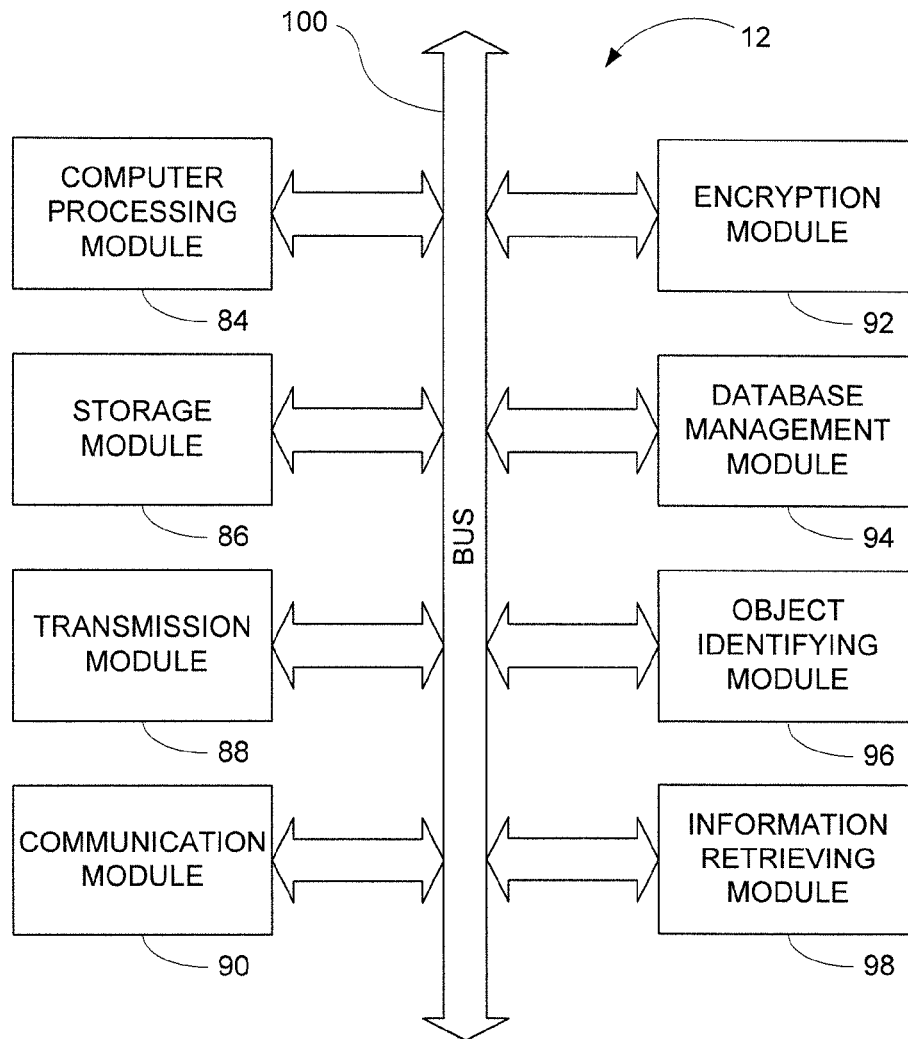 100
12
COMPUTER
PROCESSING
MODULE
84
ENCRYPTION
MODULE
92
STORAGE
MODULE
86
DATABASE
MANAGEMENT
MODULE
94
BUS
TRANSMISSION
MODULE
88
OBJECT
IDENTIFYING
MODULE
96
COMMUNICATION
MODULE
90
INFORMATION
RETRIEVING
MODULE
98